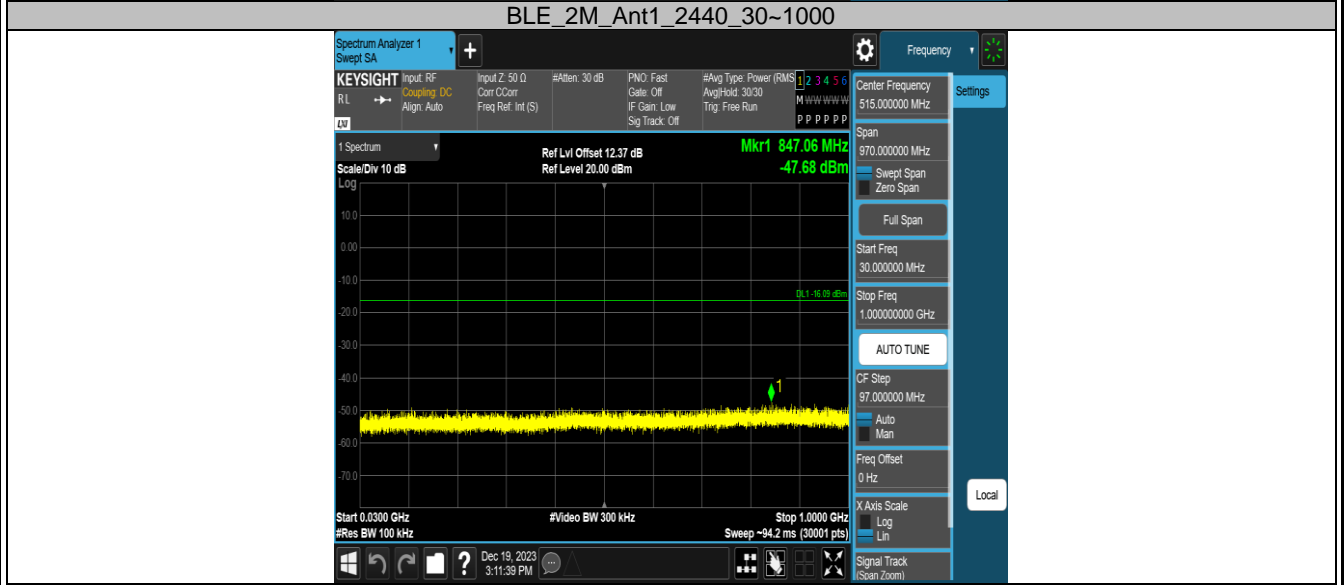 BLE_2M_Ant1_2440_30~1000
Spectrum Analyzer 1
Swept SA
+
Frequency
KEYSIGHT
RL
LXI
Input: RF
Coupling: DC
Align: Auto
Input Z: 50 Ω
Corr CCorr
Freq Ref: Int (S)
#Atten: 30 dB
PNO: Fast
Gate: Off
IF Gain: Low
Sig Track: Off
#Avg Type: Power (RMS
Avg|Hold: 30/30
Trig: Free Run
1 2 3 4 5 6
M W W W W W
P P P P P P
1 Spectrum
Scale/Div 10 dB
Log
Ref Lvl Offset 12.37 dB
Ref Level 20.00 dBm
Mkr1 847.06 MHz
-47.68 dBm
10.0
0.00
-10.0
DL1 -16.09 dBm
-20.0
-30.0
-40.0
1
-50.0
-60.0
-70.0
Start 0.0300 GHz
#Res BW 100 kHz
#Video BW 300 kHz
Stop 1.0000 GHz
Sweep ~94.2 ms (30001 pts)
Center Frequency
515.000000 MHz
Settings
Span
970.000000 MHz
Swept Span
Zero Span
Full Span
Start Freq
30.000000 MHz
Stop Freq
1.000000000 GHz
AUTO TUNE
CF Step
97.000000 MHz
Auto
Man
Freq Offset
0 Hz
X Axis Scale
Log
Lin
Local
Signal Track
(Span Zoom)
?
Dec 19, 2023
3:11:39 PM